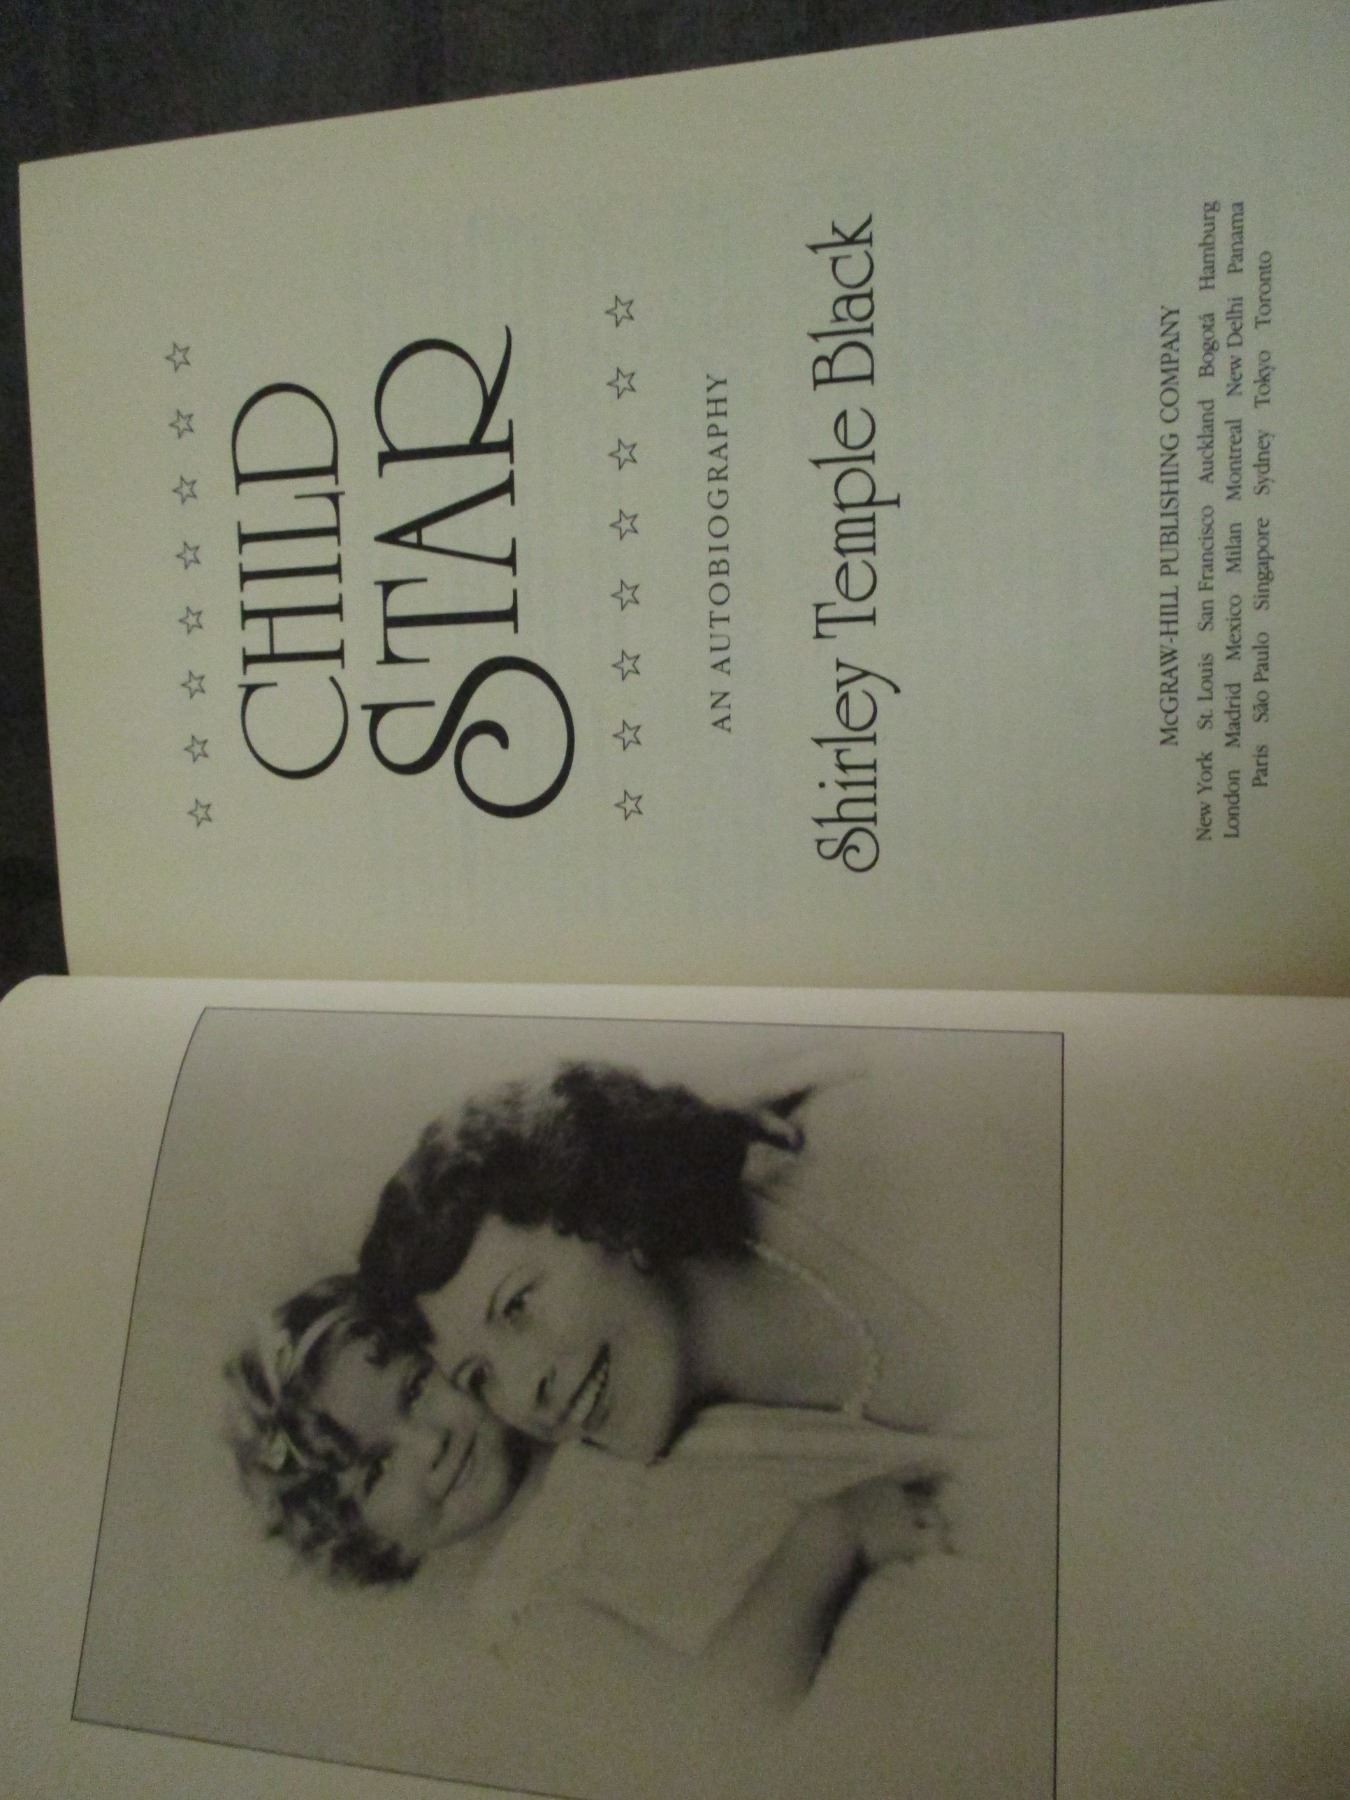 CHILD
STAR
AN AUTOBIOGRAPHY
Shirley Temple Black
McGRAW-HILL PUBLISHING COMPANY
New York St. Louis San Francisco Auckland Bogotá Hamburg
London Madrid Mexico Milan Montreal New Delhi Panama
Paris São Paulo Singapore Sydney Tokyo Toronto